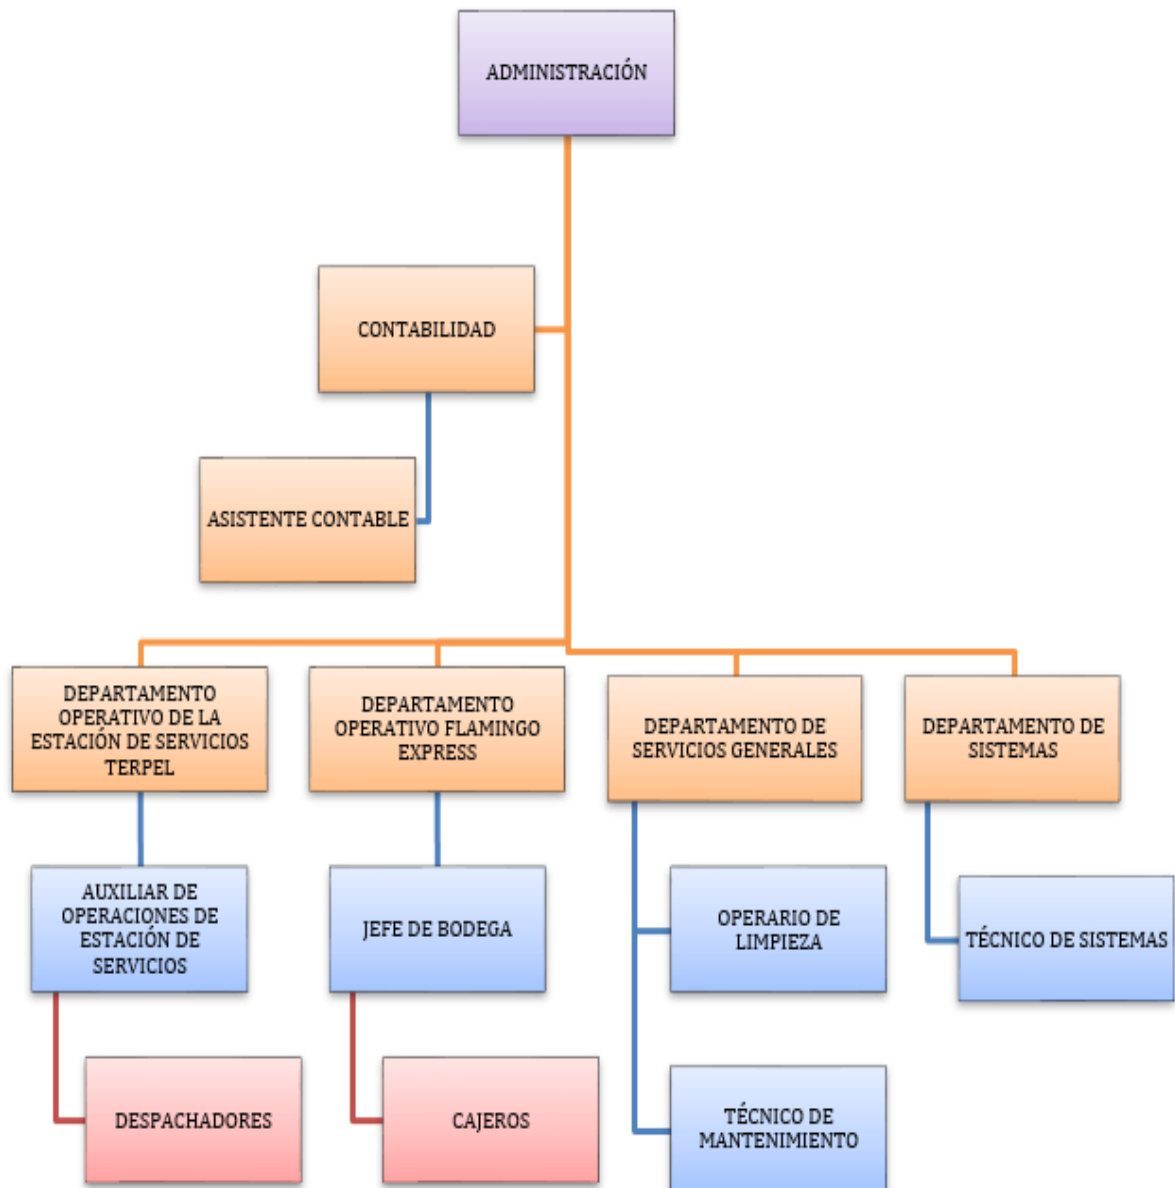 ADMINISTRACIÓN
CONTABILIDAD
ASISTENTE CONTABLE
DEPARTAMENTO
OPERATIVO DE LA
ESTACIÓN DE SERVICIOS
TERPEL
DEPARTAMENTO
OPERATIVO FLAMINGO
EXPRESS
DEPARTAMENTO DE
SERVICIOS GENERALES
DEPARTAMENTO DE
SISTEMAS
AUXILIAR DE
OPERACIONES DE
ESTACIÓN DE
SERVICIOS
JEFE DE BODEGA
OPERARIO DE
LIMPIEZA
TÉCNICO DE SISTEMAS
DESPACHADORES
CAJEROS
TÉCNICO DE
MANTENIMIENTO